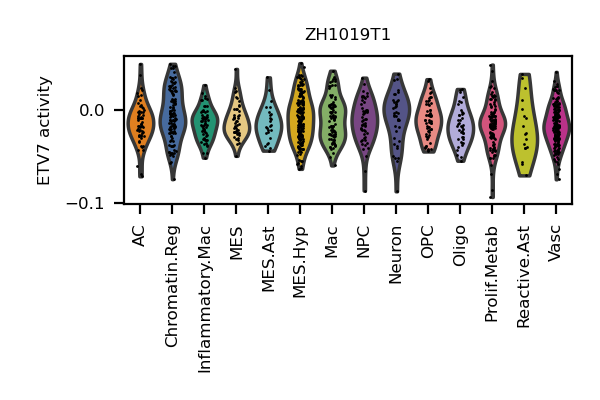 ZH1019T1
ETV7 activity
0.0
−0.1
AC
Chromatin.Reg
Inflammatory.Mac
MES
MES.Ast
MES.Hyp
Mac
NPC
Neuron
OPC
Oligo
Prolif.Metab
Reactive.Ast
Vasc